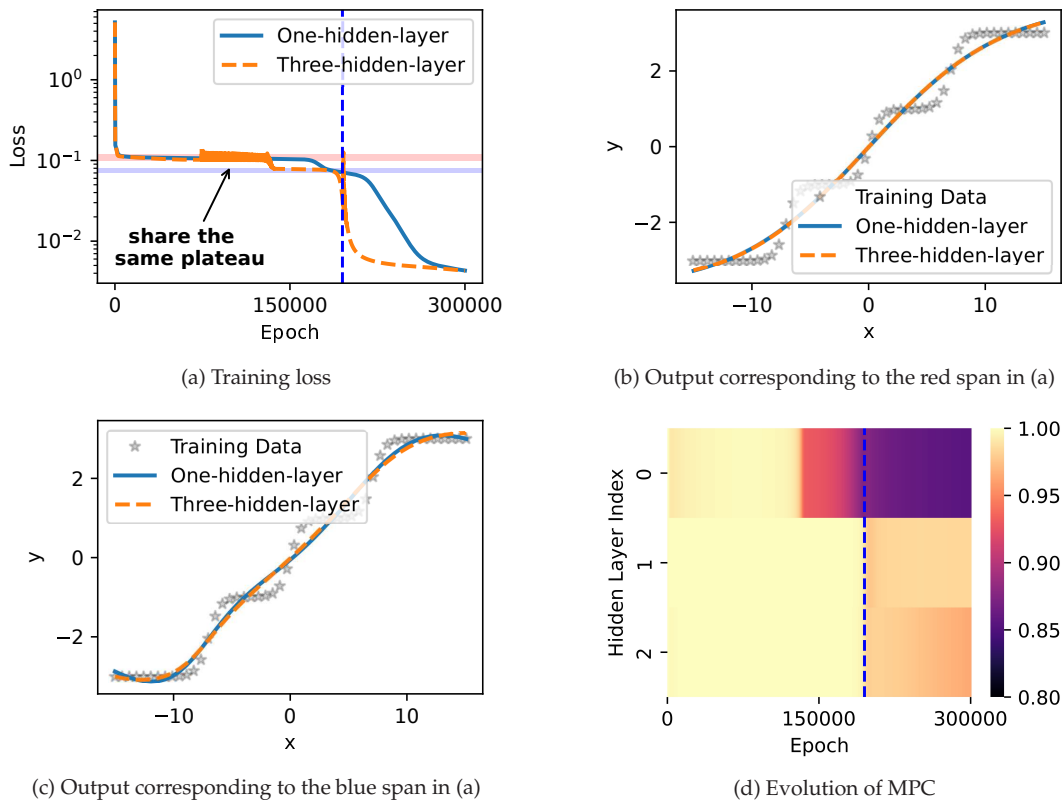 One-hidden-layer
Three-hidden-layer
10⁰
10⁻¹
10⁻²
Loss
share the
same plateau
0
150000
300000
Epoch
(a) Training loss
2
0
−2
y
Training Data
One-hidden-layer
Three-hidden-layer
−10
0
10
x
(b) Output corresponding to the red span in (a)
Training Data
One-hidden-layer
Three-hidden-layer
2
0
−2
y
−10
0
10
x
(c) Output corresponding to the blue span in (a)
Hidden Layer Index
0
1
2
0
150000
300000
Epoch
1.00
0.95
0.90
0.85
0.80
(d) Evolution of MPC